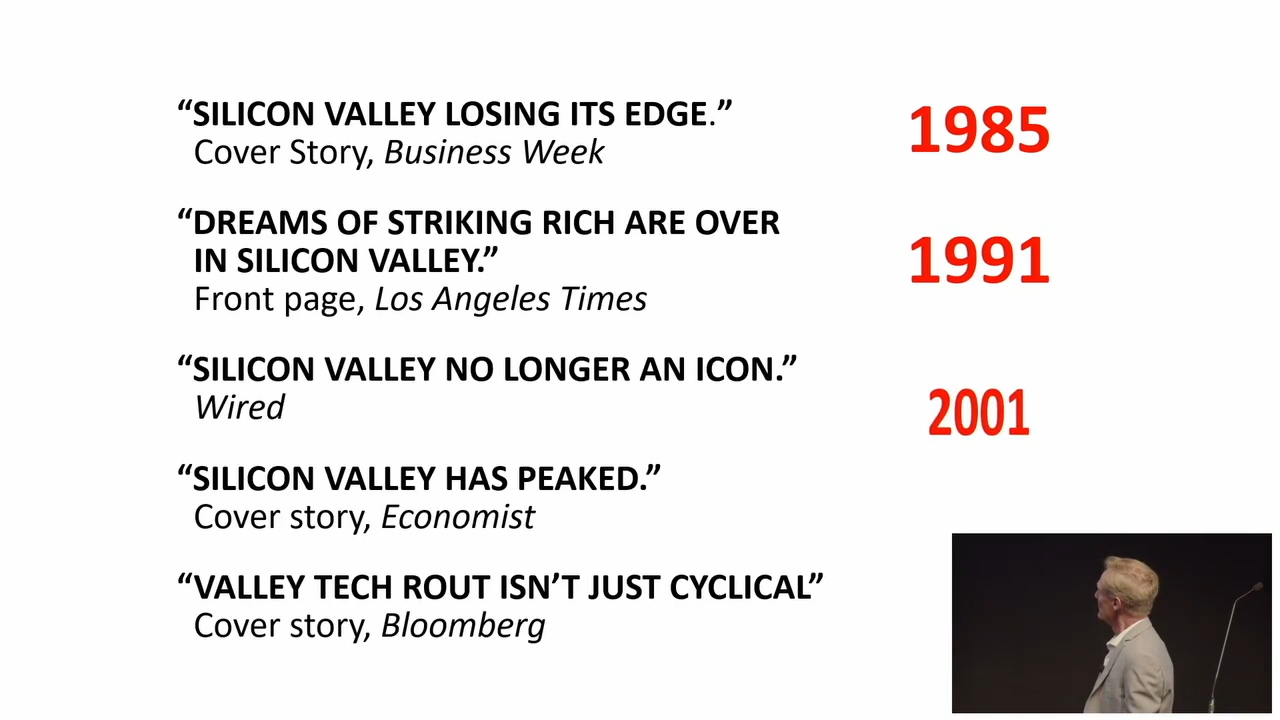 “SILICON VALLEY LOSING ITS EDGE.”
Cover Story, Business Week
1985
“DREAMS OF STRIKING RICH ARE OVER
IN SILICON VALLEY.”
Front page, Los Angeles Times
1991
“SILICON VALLEY NO LONGER AN ICON.”
Wired
2001
“SILICON VALLEY HAS PEAKED.”
Cover story, Economist
“VALLEY TECH ROUT ISN’T JUST CYCLICAL”
Cover story, Bloomberg